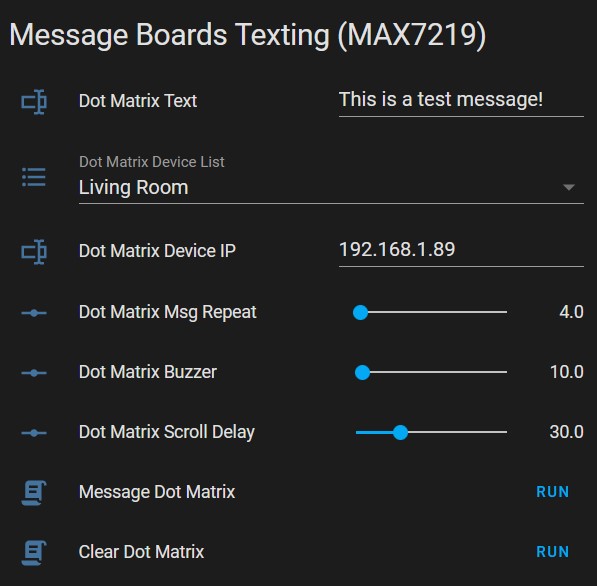 Message Boards Texting (MAX7219)
Dot Matrix Text This is a test message!
Dot Matrix Device List
Living Room
Dot Matrix Device IP 192.168.1.89
Dot Matrix Msg Repeat 4.0
Dot Matrix Buzzer 10.0
Dot Matrix Scroll Delay 30.0
Message Dot Matrix RUN
Clear Dot Matrix RUN